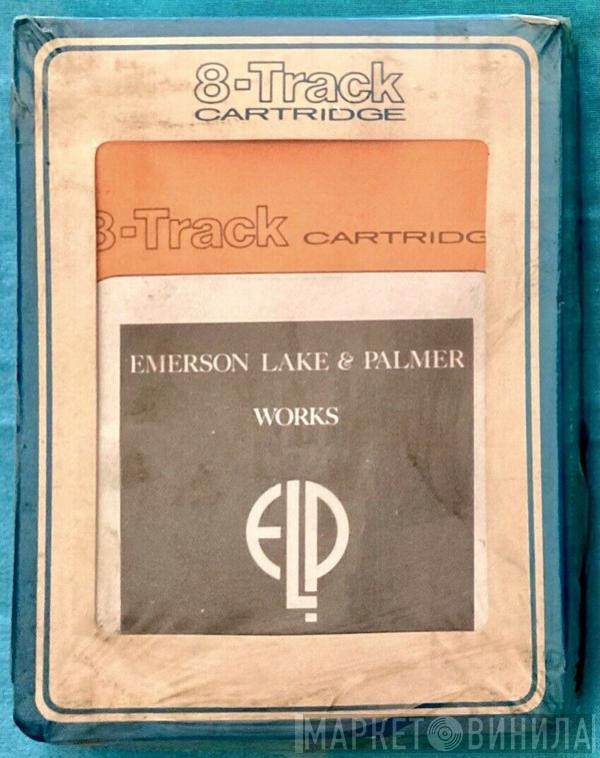 8-Track
CARTRIDGE
8-Track CARTRIDG
EMERSON LAKE & PALMER
WORKS
ELP
МАРКЕТ ВИНИЛА